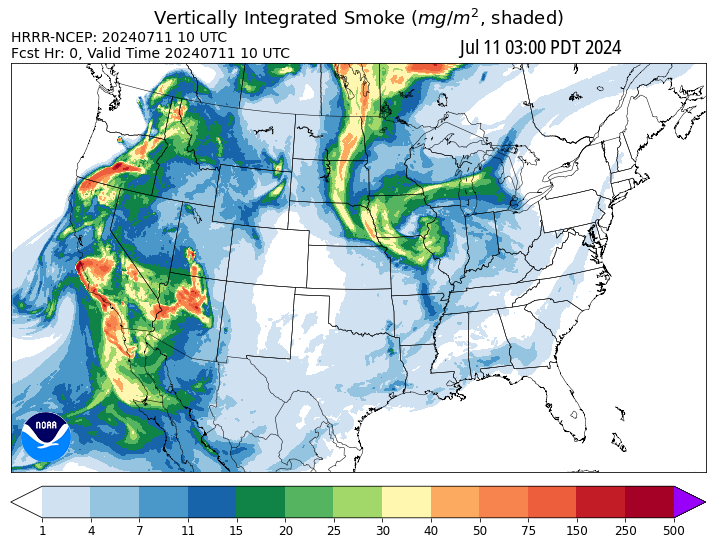 Vertically Integrated Smoke (mg/m², shaded)
HRRR-NCEP: 20240711 10 UTC
Fcst Hr: 0, Valid Time 20240711 10 UTC
Jul 11 03:00 PDT 2024
NOAA
1 4 7 11 15 20 25 30 40 50 75 150 250 500